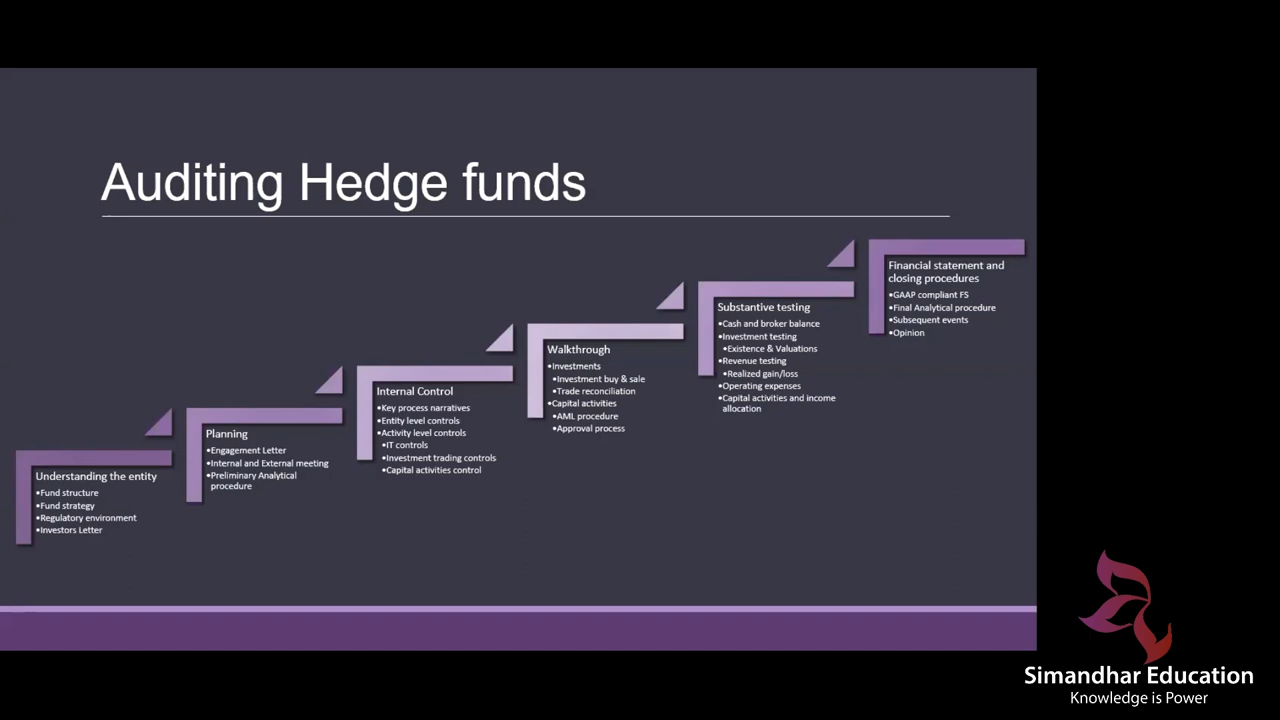 Auditing Hedge funds
Understanding the entity
•Fund structure
•Fund strategy
•Regulatory environment
•Investors Letter
Planning
•Engagement Letter
•Internal and External meeting
•Preliminary Analytical
procedure
Internal Control
•Key process narratives
•Entity level controls
•Activity level controls
•IT controls
•Investment trading controls
•Capital activities control
Walkthrough
•Investments
•Investment buy & sale
•Trade reconciliation
•Capital activities
•AML procedure
•Approval process
Substantive testing
•Cash and broker balance
•Investment testing
•Existence & Valuations
•Revenue testing
•Realized gain/loss
•Operating expenses
•Capital activities and income
allocation
Financial statement and
closing procedures
•GAAP compliant FS
•Final Analytical procedure
•Subsequent events
•Opinion
Simandhar Education
Knowledge is Power